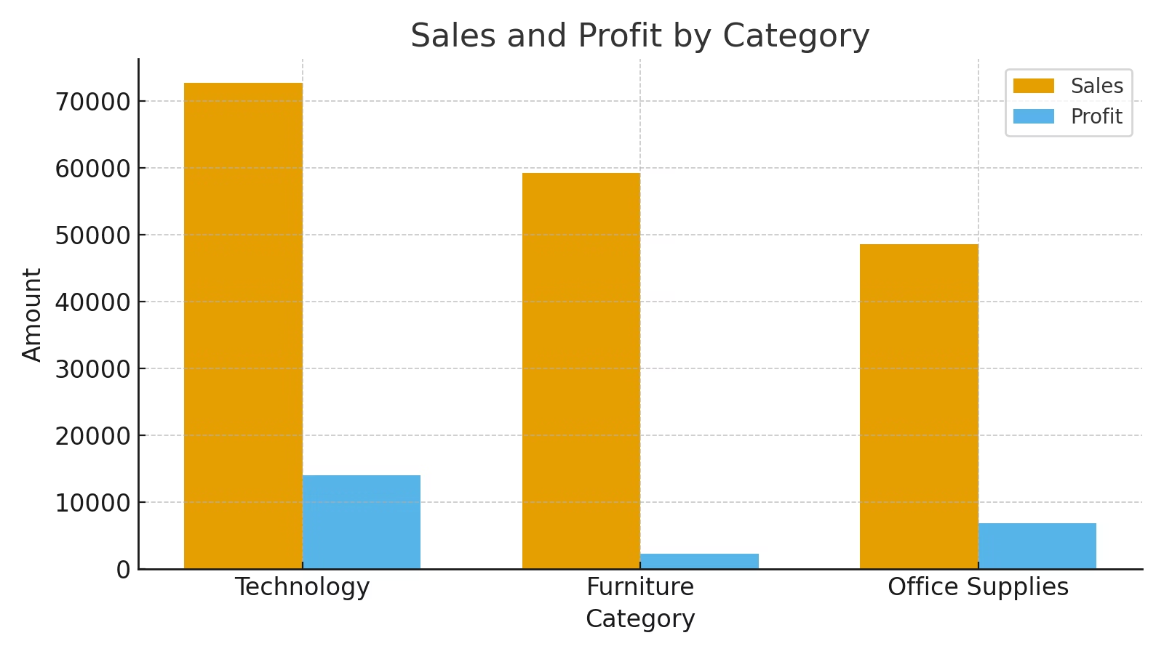 Sales and Profit by Category
Sales
Profit
70000
60000
50000
40000
30000
20000
10000
0
Amount
Technology
Furniture
Office Supplies
Category